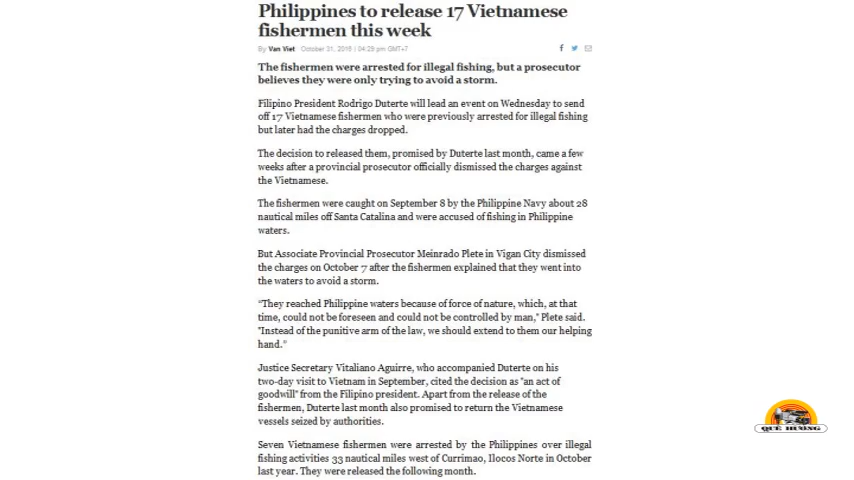 Philippines to release 17 Vietnamese
fishermen this week
By Van Viet October 31, 2016 | 04:28 pm GMT+7
The fishermen were arrested for illegal fishing, but a prosecutor
believes they were only trying to avoid a storm.
Filipino President Rodrigo Duterte will lead an event on Wednesday to send
off 17 Vietnamese fishermen who were previously arrested for illegal fishing
but later had the charges dropped.
The decision to released them, promised by Duterte last month, came a few
weeks after a provincial prosecutor officially dismissed the charges against
the Vietnamese.
The fishermen were caught on September 8 by the Philippine Navy about 28
nautical miles off Santa Catalina and were accused of fishing in Philippine
waters.
But Associate Provincial Prosecutor Meinrado Plete in Vigan City dismissed
the charges on October 7 after the fishermen explained that they went into
the waters to avoid a storm.
“They reached Philippine waters because of force of nature, which, at that
time, could not be foreseen and could not be controlled by man,” Plete said.
"Instead of the punitive arm of the law, we should extend to them our helping
hand.”
Justice Secretary Vitaliano Aguirre, who accompanied Duterte on his
two-day visit to Vietnam in September, cited the decision as "an act of
goodwill" from the Filipino president. Apart from the release of the
fishermen, Duterte last month also promised to return the Vietnamese
vessels seized by authorities.
Seven Vietnamese fishermen were arrested by the Philippines over illegal
fishing activities 33 nautical miles west of Currimao, Ilocos Norte in October
last year. They were released the following month.
QUÊ HƯƠNG